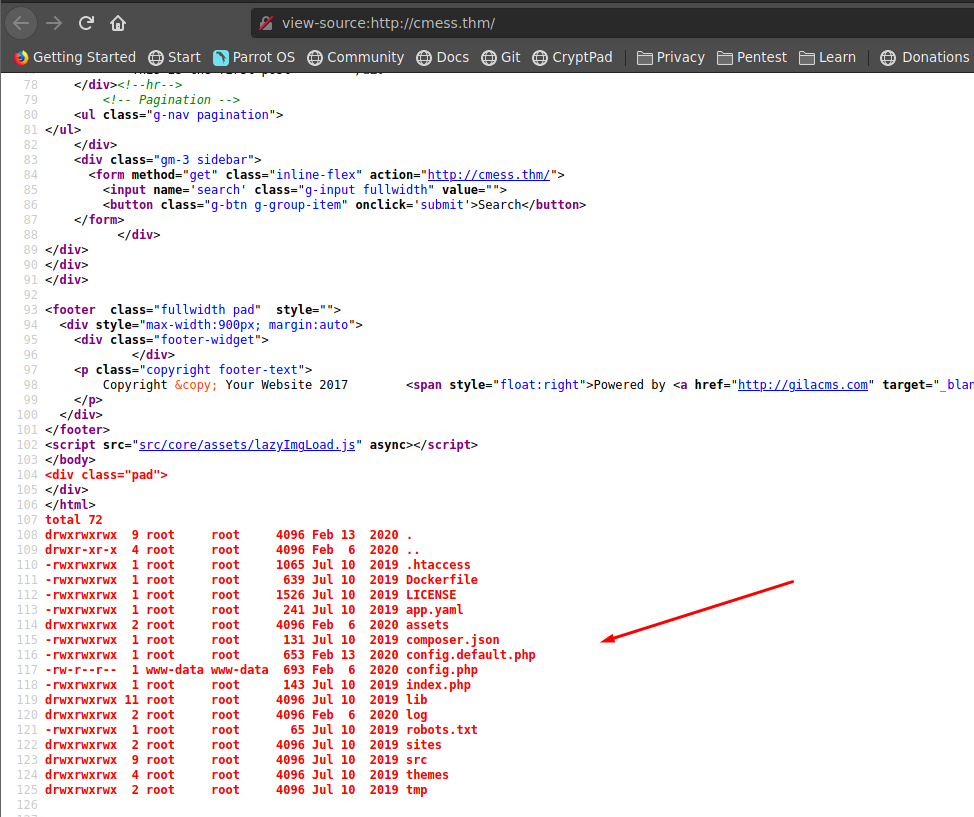 view-source:http://cmess.thm/
Getting Started Start Parrot OS Community Docs Git CryptPad Privacy Pentest Learn Donations
78 </div><!--hr-->
79 <!-- Pagination -->
80 <ul class="g-nav pagination">
81 </ul>
82 </div>
83 <div class="gm-3 sidebar">
84 <form method="get" class="inline-flex" action="http://cmess.thm/">
85 <input name='search' class="g-input fullwidth" value="">
86 <button class="g-btn g-group-item" onclick='submit'>Search</button>
87 </form>
88 </div>
89 </div>
90 </div>
91 </div>
92
93 <footer  class="fullwidth pad"  style="">
94 <div style="max-width:900px; margin:auto">
95 <div class="footer-widget">
96 </div>
97 <p class="copyright footer-text">
98 Copyright &copy; Your Website 2017 <span style="float:right">Powered by <a href="http://gilacms.com" target="_blan
99 </p>
100 </div>
101 </footer>
102 <script src="src/core/assets/lazyImgLoad.js" async></script>
103 </body>
104 <div class="pad">
105 </div>
106 </html>
107 total 72
108 drwxrwxrwx  9 root     root     4096 Feb 13  2020 .
109 drwxr-xr-x  4 root     root     4096 Feb  6  2020 ..
110 -rwxrwxrwx  1 root     root     1065 Jul 10  2019 .htaccess
111 -rwxrwxrwx  1 root     root      639 Jul 10  2019 Dockerfile
112 -rwxrwxrwx  1 root     root     1526 Jul 10  2019 LICENSE
113 -rwxrwxrwx  1 root     root      241 Jul 10  2019 app.yaml
114 drwxrwxrwx  2 root     root     4096 Feb  6  2020 assets
115 -rwxrwxrwx  1 root     root      131 Jul 10  2019 composer.json
116 -rwxrwxrwx  1 root     root      653 Feb 13  2020 config.default.php
117 -rw-r--r--  1 www-data www-data  693 Feb  6  2020 config.php
118 -rwxrwxrwx  1 root     root      143 Jul 10  2019 index.php
119 drwxrwxrwx 11 root     root     4096 Jul 10  2019 lib
120 drwxrwxrwx  2 root     root     4096 Feb  6  2020 log
121 -rwxrwxrwx  1 root     root       65 Jul 10  2019 robots.txt
122 drwxrwxrwx  2 root     root     4096 Jul 10  2019 sites
123 drwxrwxrwx  9 root     root     4096 Jul 10  2019 src
124 drwxrwxrwx  4 root     root     4096 Jul 10  2019 themes
125 drwxrwxrwx  2 root     root     4096 Jul 10  2019 tmp
126